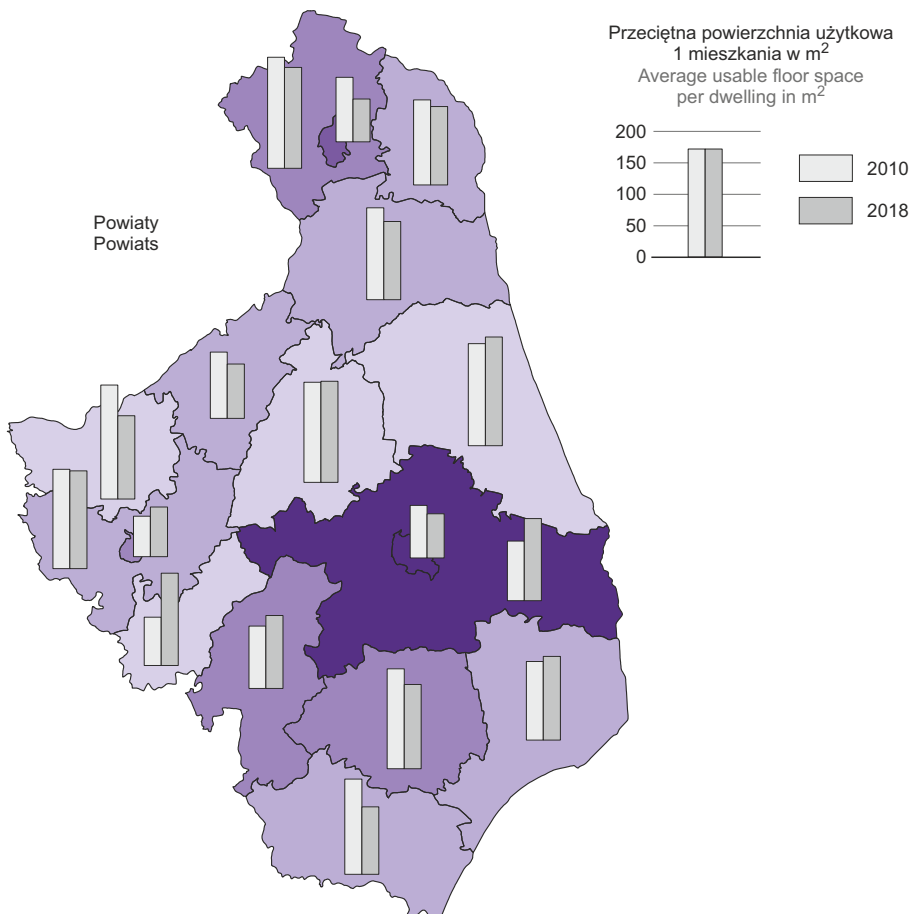 Przeciętna powierzchnia użytkowa
1 mieszkania w m²
Average usable floor space
per dwelling in m²
200
150
100
50
0
2010
2018
Powiaty
Powiats